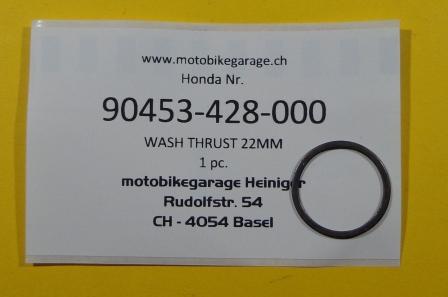 www.motobikegarage.ch
Honda Nr.
90453-428-000
WASH THRUST 22MM
1 pc.
motobikegarage Heiniger
Rudolfstr. 54
CH - 4054 Basel